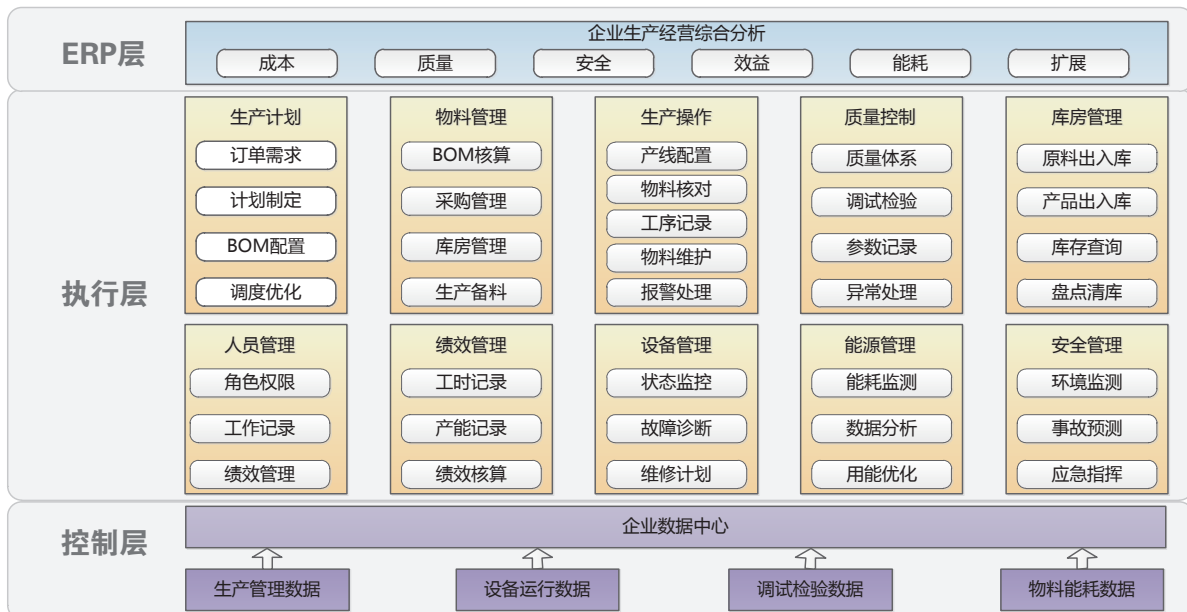 ERP层
企业生产经营综合分析
成本
质量
安全
效益
能耗
扩展
执行层
生产计划
订单需求
计划制定
BOM配置
调度优化
物料管理
BOM核算
采购管理
库房管理
生产备料
生产操作
产线配置
物料核对
工序记录
物料维护
报警处理
质量控制
质量体系
调试检验
参数记录
异常处理
库房管理
原料出入库
产品出入库
库存查询
盘点清库
人员管理
角色权限
工作记录
绩效管理
绩效管理
工时记录
产能记录
绩效核算
设备管理
状态监控
故障诊断
维修计划
能源管理
能耗监测
数据分析
用能优化
安全管理
环境监测
事故预测
应急指挥
控制层
企业数据中心
生产管理数据
设备运行数据
调试检验数据
物料能耗数据